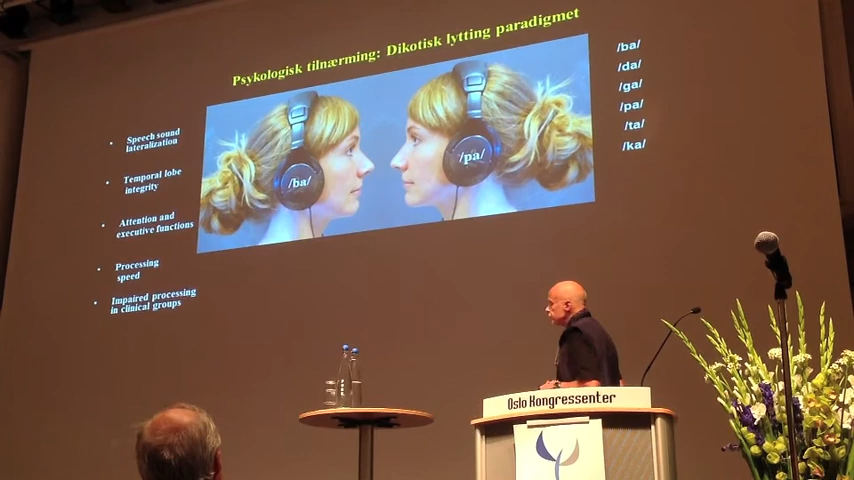 Psykologisk tilnærming: Dikotisk lytting paradigmet
• Speech sound
lateralization
• Temporal lobe
integrity
• Attention and
executive functions
• Processing
speed
• Impaired processing
in clinical groups
/ba/
/pa/
/ba/
/da/
/ga/
/pa/
/ta/
/ka/
Oslo Kongressenter